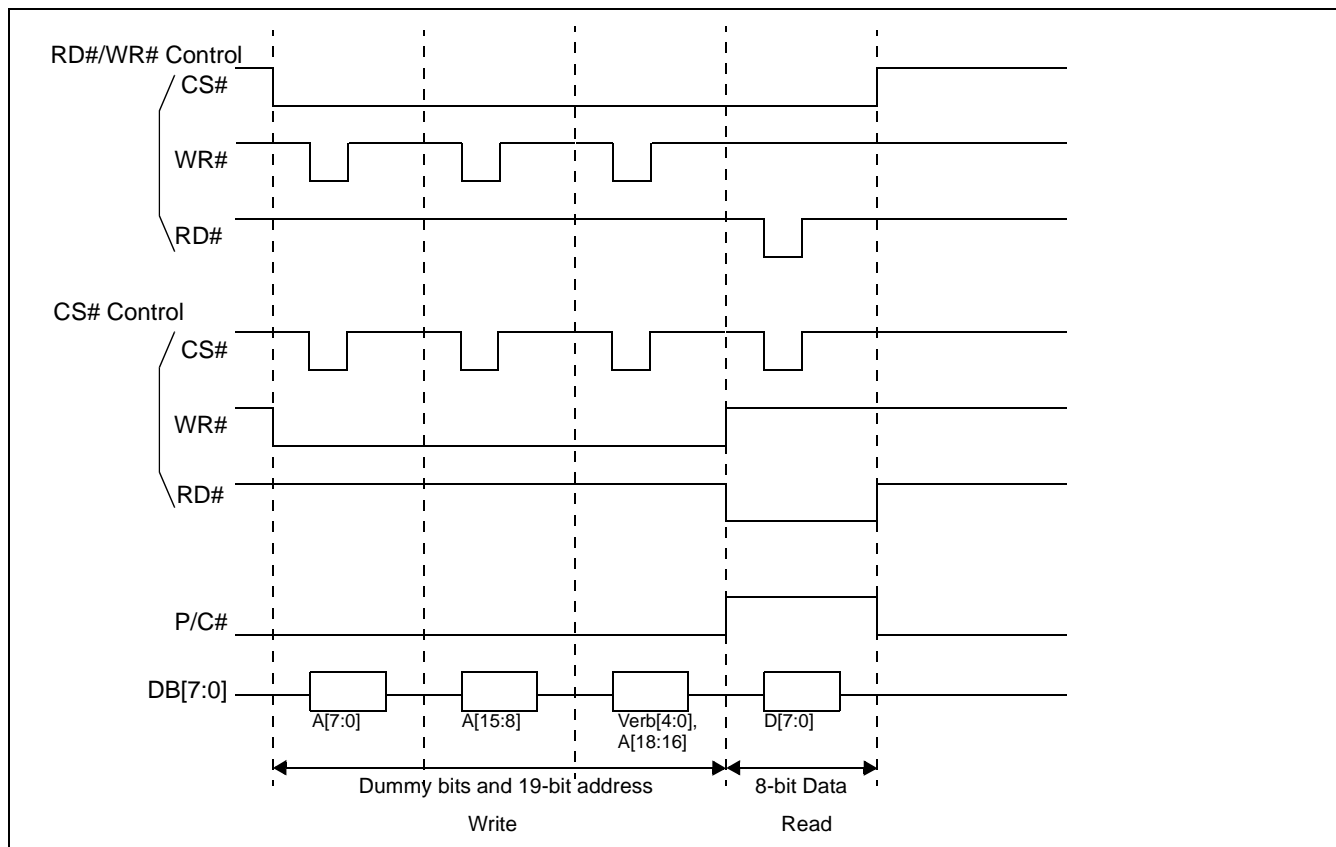 RD#/WR# Control
CS#
WR#
RD#
CS# Control
CS#
WR#
RD#
P/C#
DB[7:0]
A[7:0]
A[15:8]
Verb[4:0],
A[18:16]
D[7:0]
Dummy bits and 19-bit address
8-bit Data
Write
Read